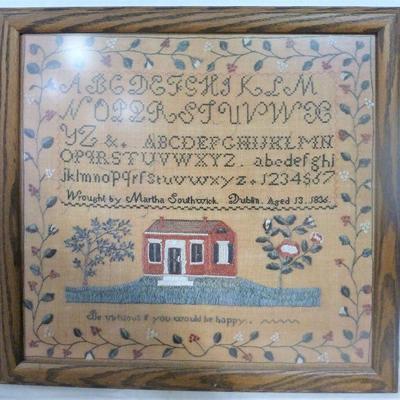 ABCDEFGHIKLM
NOPQRSTUVWX
YZ &. ABCDEFGHIJKLMN
OPQRSTUVWXYZ. abcdefghi
jklmnopqrſstuvwxyz. 1234567
Wrought by Martha Southwick. Dublin. Aged 13. 1836.
Be virtuous if you would be happy.